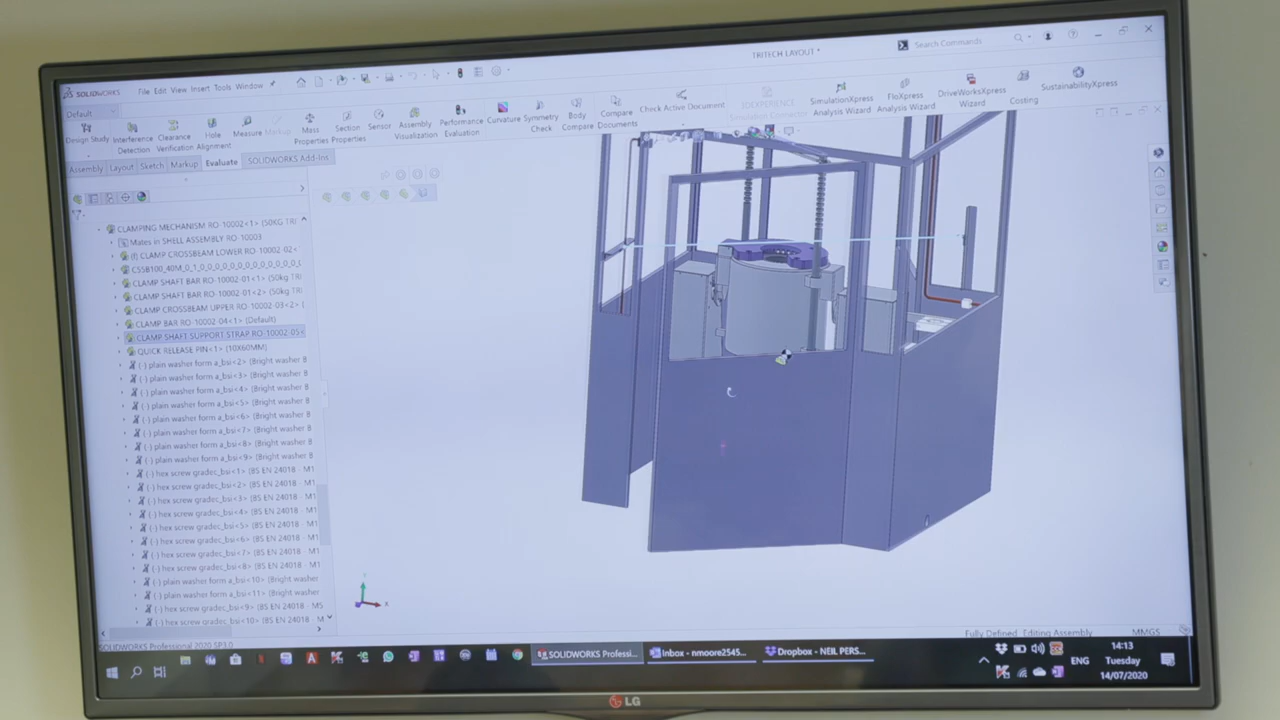 SOLIDWORKS File Edit View Insert Tools Window
TRITECH LAYOUT *
Search Commands
Default
Design Study
Interference Detection
Clearance Verification
Hole Alignment
Measure
Markup
Mass Properties
Section Properties
Sensor
Assembly Visualization
Performance Evaluation
Curvature
Symmetry Check
Body Compare
Compare Documents
Check Active Document
3DEXPERIENCE Simulation Connector
SimulationXpress Analysis Wizard
FloXpress Analysis Wizard
DriveWorksXpress Wizard
Costing
SustainabilityXpress
Assembly Layout Sketch Markup Evaluate SOLIDWORKS Add-Ins
CLAMPING MECHANISM RO-10002<1> (50KG TRI
Mates in SHELL ASSEMBLY RO-10003
(f) CLAMP CROSSBEAM LOWER RO-10002-02<
CLAMP SHAFT BAR RO-10002-01<1> (50kg TRI
CLAMP SHAFT BAR RO-10002-01<2> (50kg TRI
CLAMP CROSSBEAM UPPER RO-10002-03<2> (
CLAMP BAR RO-10002-04<1> (Default)
CLAMP SHAFT SUPPORT STRAP RO-10002-05<
QUICK RELEASE PIN<1> (10X60MM)
(-) plain washer form a_bsi<2> (Bright washer B
(-) plain washer form a_bsi<3> (Bright washer B
(-) plain washer form a_bsi<4> (Bright washer B
(-) plain washer form a_bsi<5> (Bright washer B
(-) plain washer form a_bsi<6> (Bright washer B
(-) plain washer form a_bsi<7> (Bright washer B
(-) plain washer form a_bsi<8> (Bright washer B
(-) plain washer form a_bsi<9> (Bright washer B
(-) hex screw gradec_bsi<1> (BS EN 24018 - M1
(-) hex screw gradec_bsi<2> (BS EN 24018 - M1
(-) hex screw gradec_bsi<3> (BS EN 24018 - M1
(-) hex screw gradec_bsi<4> (BS EN 24018 - M1
(-) hex screw gradec_bsi<5> (BS EN 24018 - M1
(-) hex screw gradec_bsi<6> (BS EN 24018 - M1
(-) hex screw gradec_bsi<7> (BS EN 24018 - M1
(-) hex screw gradec_bsi<8> (BS EN 24018 - M1
(-) plain washer form a_bsi<10> (Bright washer
(-) plain washer form a_bsi<11> (Bright washer
(-) hex screw gradec_bsi<9> (BS EN 24018 - M5
(-) hex screw gradec_bsi<10> (BS EN 24018 - M
SOLIDWORKS Professional 2020 SP3.0
Fully Defined Editing Assembly MMGS
SOLIDWORKS Professi...
Inbox - nmoore2545...
Dropbox - NEIL PERS...
ENG
14:13
Tuesday
14/07/2020
LG